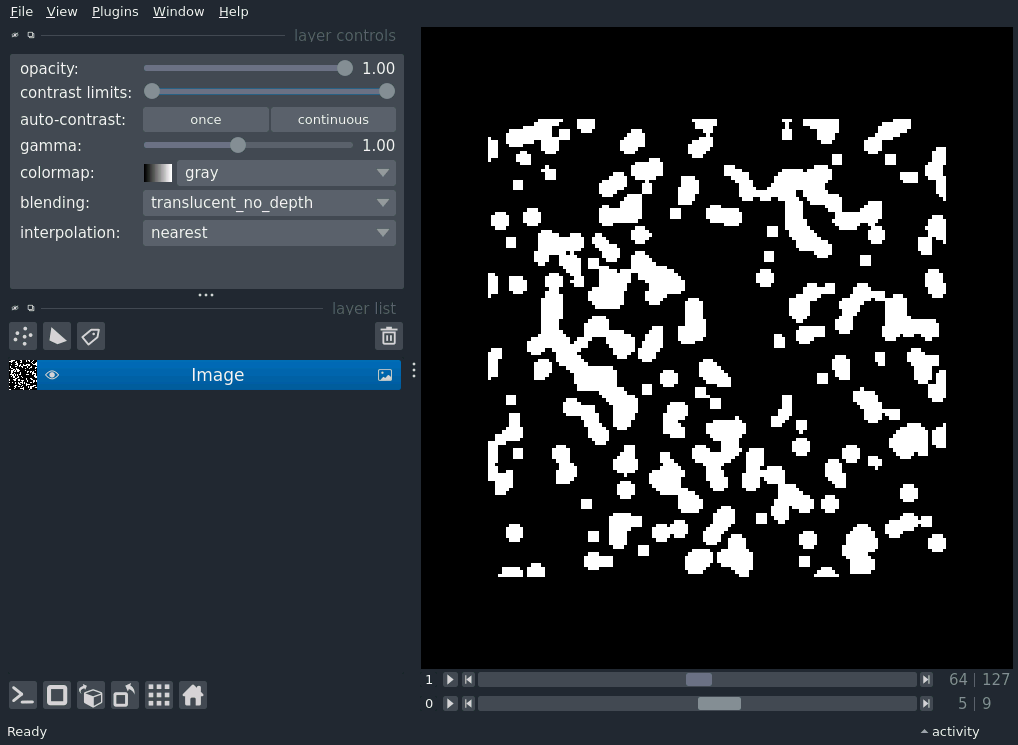 File View Plugins Window Help
layer controls
opacity: 1.00
contrast limits:
auto-contrast: once continuous
gamma: 1.00
colormap: gray
blending: translucent_no_depth
interpolation: nearest
layer list
Image
1 64 | 127
0 5 | 9
Ready activity